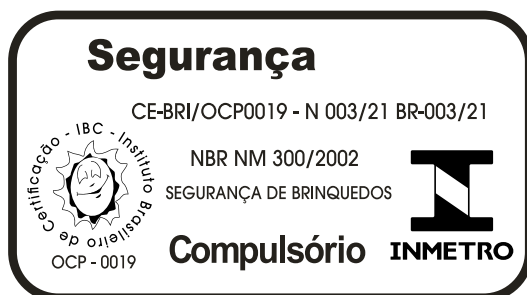 Segurança
CE-BRI/OCP0019 - N 003/21 BR-003/21
NBR NM 300/2002
SEGURANÇA DE BRINQUEDOS
Compulsório
IBC - Instituto Brasileiro de Certificação -
OCP - 0019
INMETRO